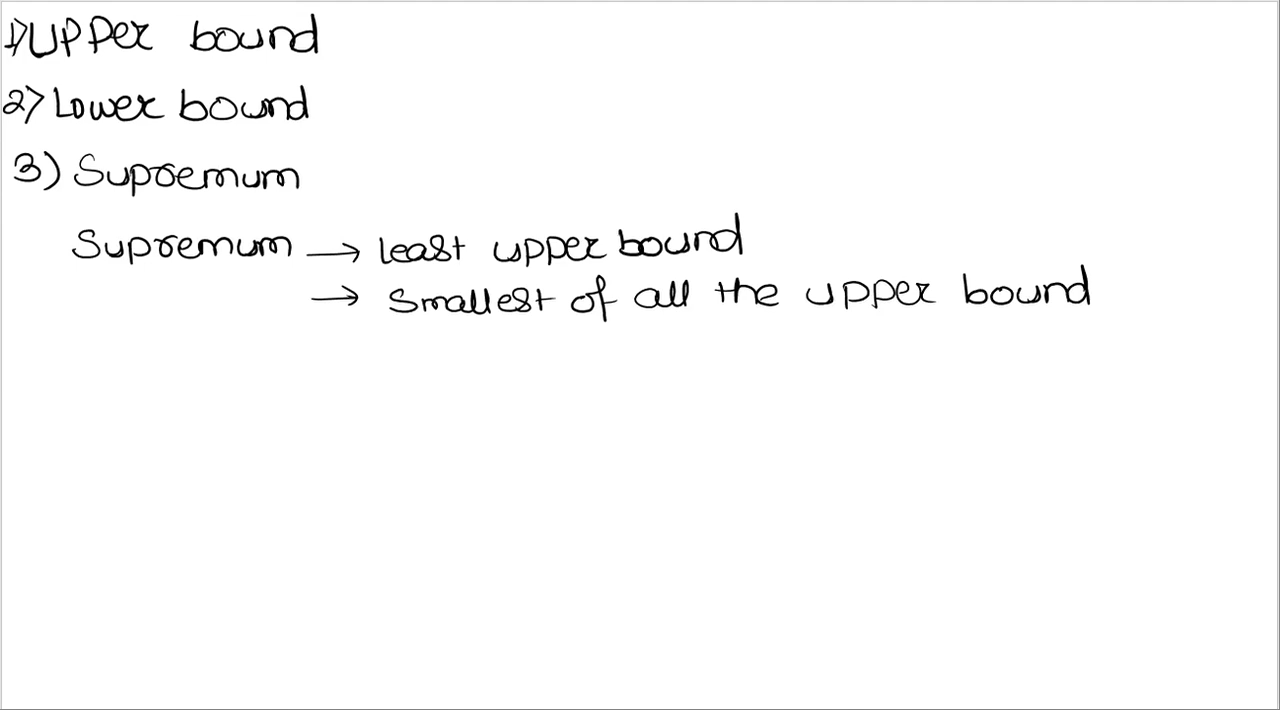 1) Upper bound
2) Lower bound
3) Supremum
Supremum → least upper bound
→ Smallest of all the upper bound